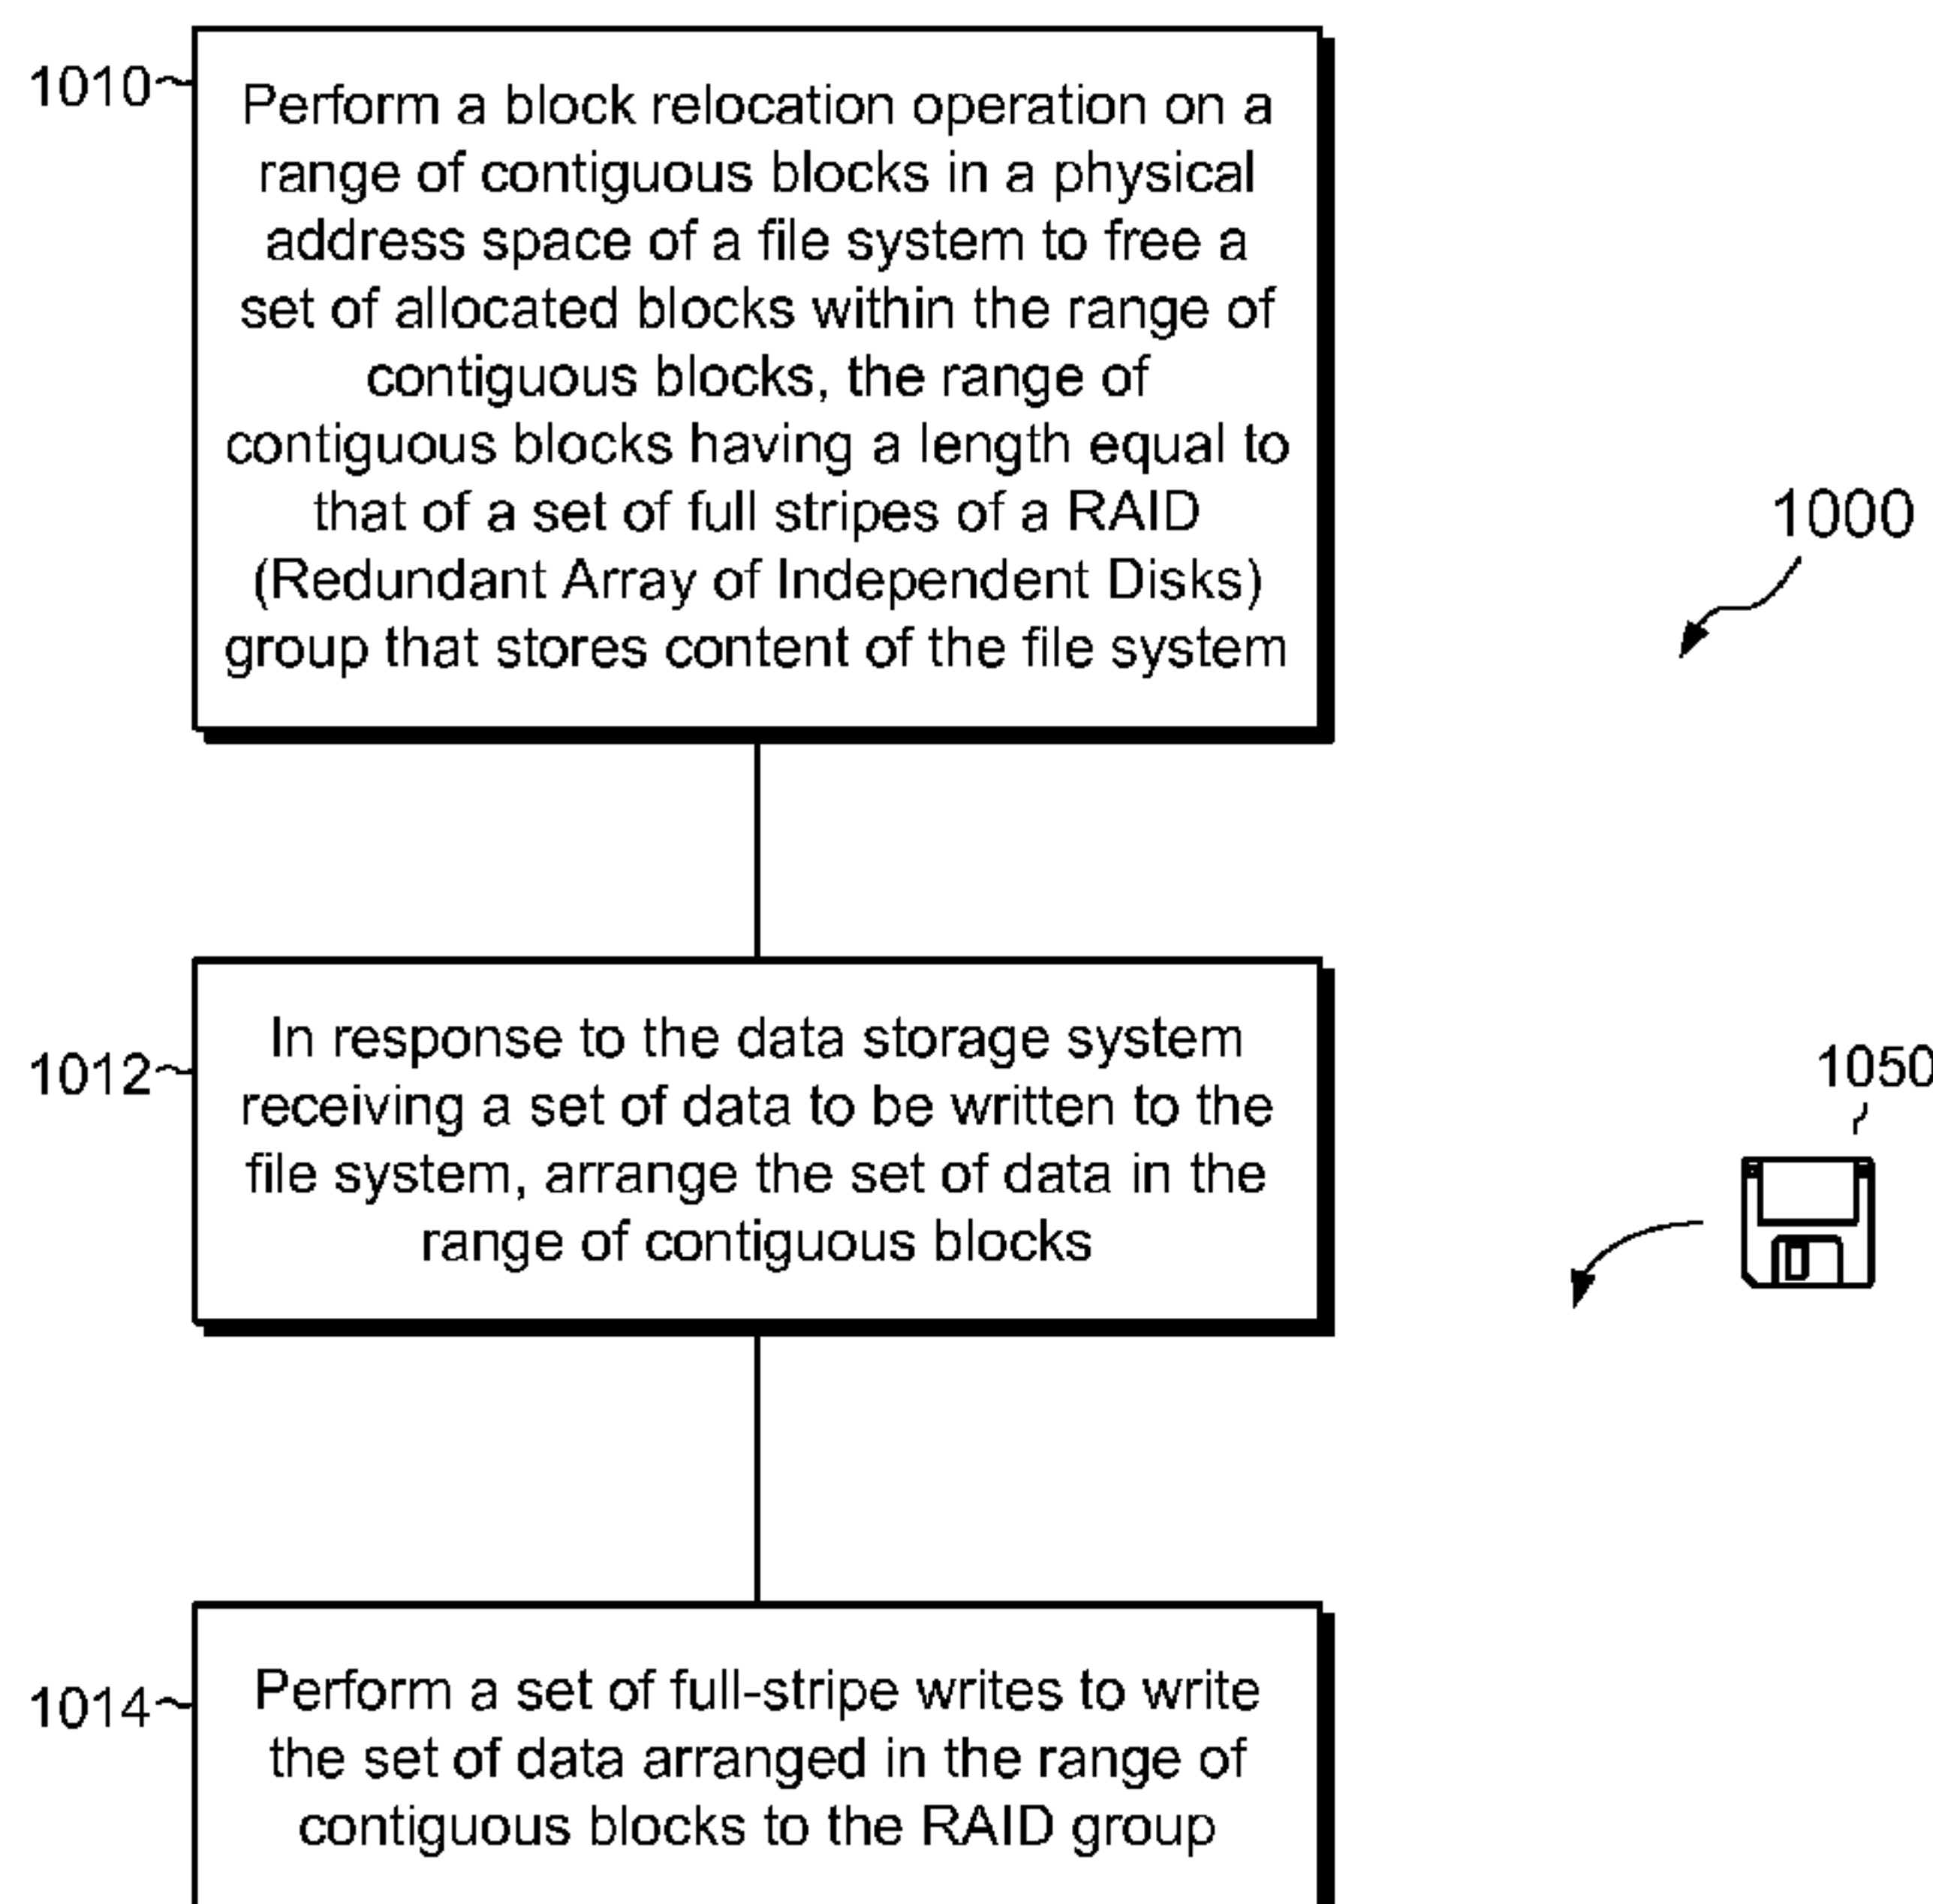 1010
Perform a block relocation operation on a
range of contiguous blocks in a physical
address space of a file system to free a
set of allocated blocks within the range of
contiguous blocks, the range of
contiguous blocks having a length equal to
that of a set of full stripes of a RAID
(Redundant Array of Independent Disks)
group that stores content of the file system
1000
1012
In response to the data storage system
receiving a set of data to be written to the
file system, arrange the set of data in the
range of contiguous blocks
1050
1014
Perform a set of full-stripe writes to write
the set of data arranged in the range of
contiguous blocks to the RAID group